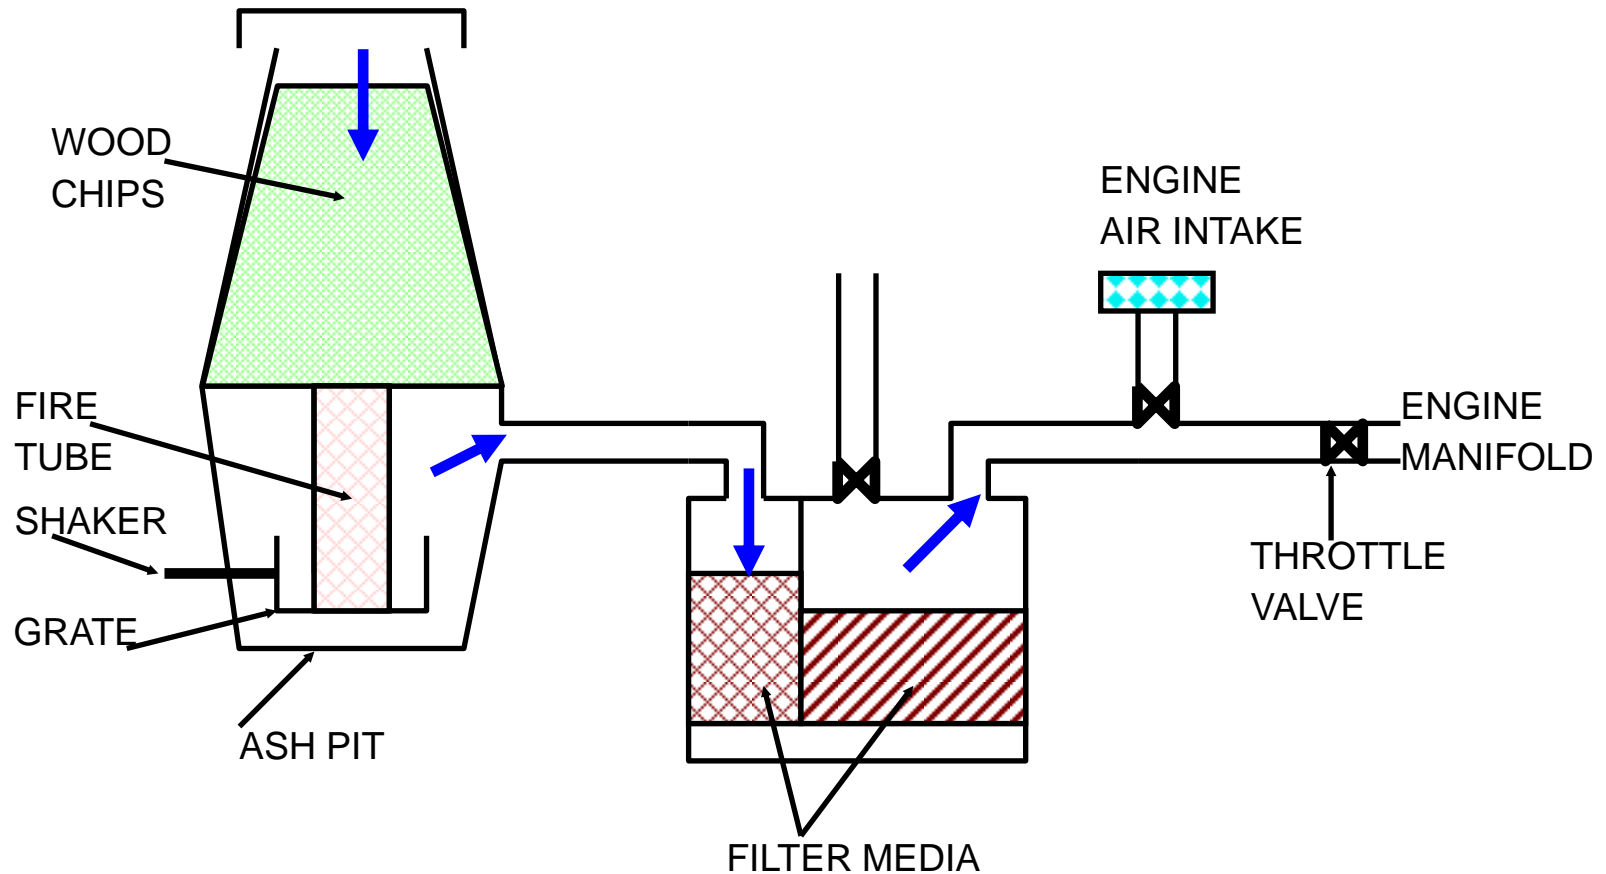 WOOD
CHIPS
ENGINE
AIR INTAKE
FIRE
TUBE
ENGINE
MANIFOLD
SHAKER
THROTTLE
VALVE
GRATE
ASH PIT
FILTER MEDIA